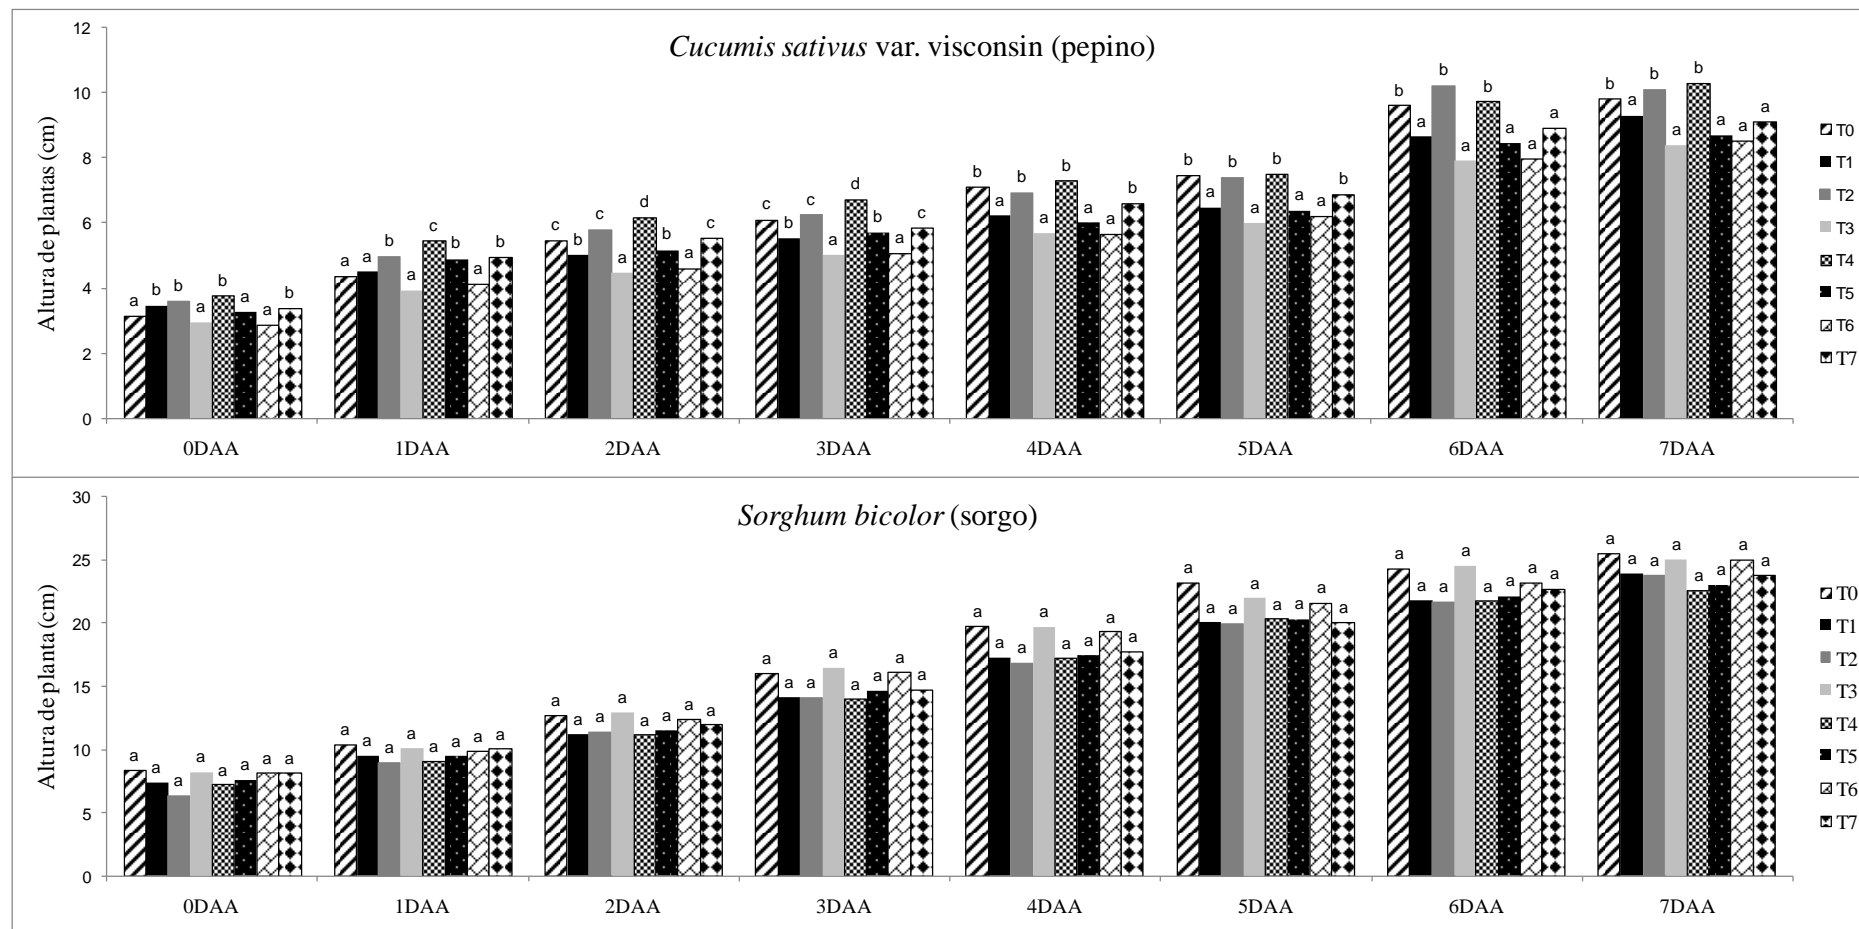 Cucumis sativus var. visconsin (pepino)
Altura de plantas (cm)
12
10
8
6
4
2
0
a b b a b a a b
a a b a c b a b
c b c a d b a c
c b c a d b a c
b a b a b a a b
b a b a b a a b
b a b a b a a a
b a b a b a a a
0DAA 1DAA 2DAA 3DAA 4DAA 5DAA 6DAA 7DAA
T0
T1
T2
T3
T4
T5
T6
T7
Sorghum bicolor (sorgo)
Altura de planta (cm)
30
25
20
15
10
5
0
a a a a a a a a
a a a a a a a a
a a a a a a a a
a a a a a a a a
a a a a a a a a
a a a a a a a a
a a a a a a a a
a a a a a a a a
0DAA 1DAA 2DAA 3DAA 4DAA 5DAA 6DAA 7DAA
T0
T1
T2
T3
T4
T5
T6
T7